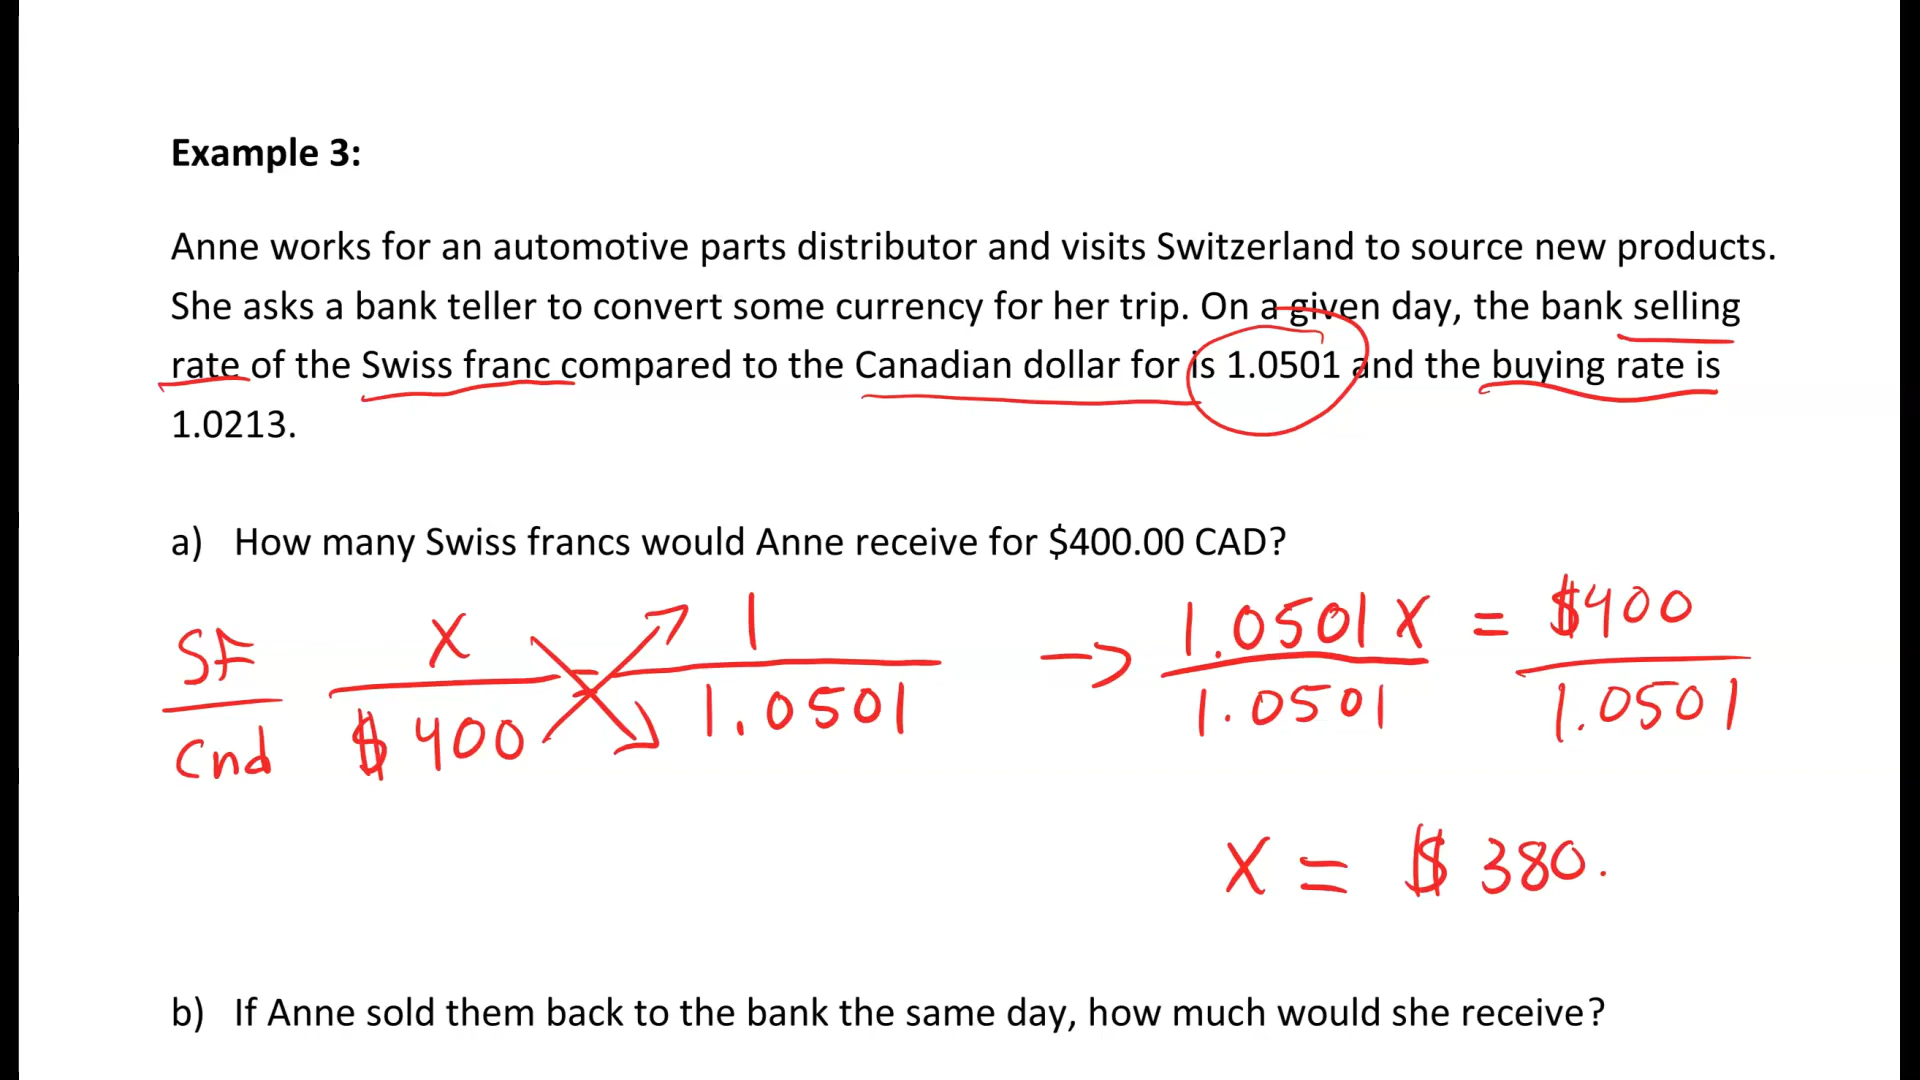 Example 3:
Anne works for an automotive parts distributor and visits Switzerland to source new products.
She asks a bank teller to convert some currency for her trip. On a given day, the bank selling
rate of the Swiss franc compared to the Canadian dollar for is 1.0501 and the buying rate is
1.0213.
a) How many Swiss francs would Anne receive for $400.00 CAD?
SF x 1 -> 1.0501x = $400
Cnd $400 1.0501 1.0501 1.0501
x = $380.
b) If Anne sold them back to the bank the same day, how much would she receive?